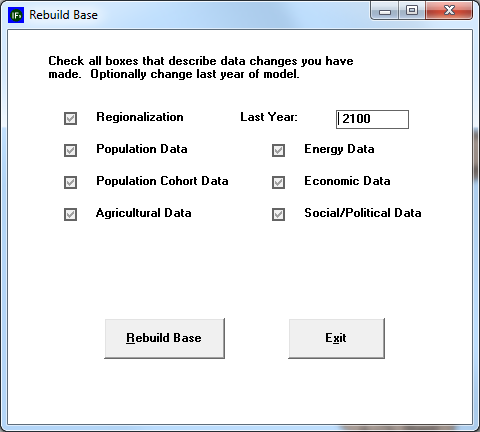 IFs Rebuild Base
Check all boxes that describe data changes you have
made. Optionally change last year of model.
Regionalization Last Year: 2100
Population Data Energy Data
Population Cohort Data Economic Data
Agricultural Data Social/Political Data
Rebuild Base Exit